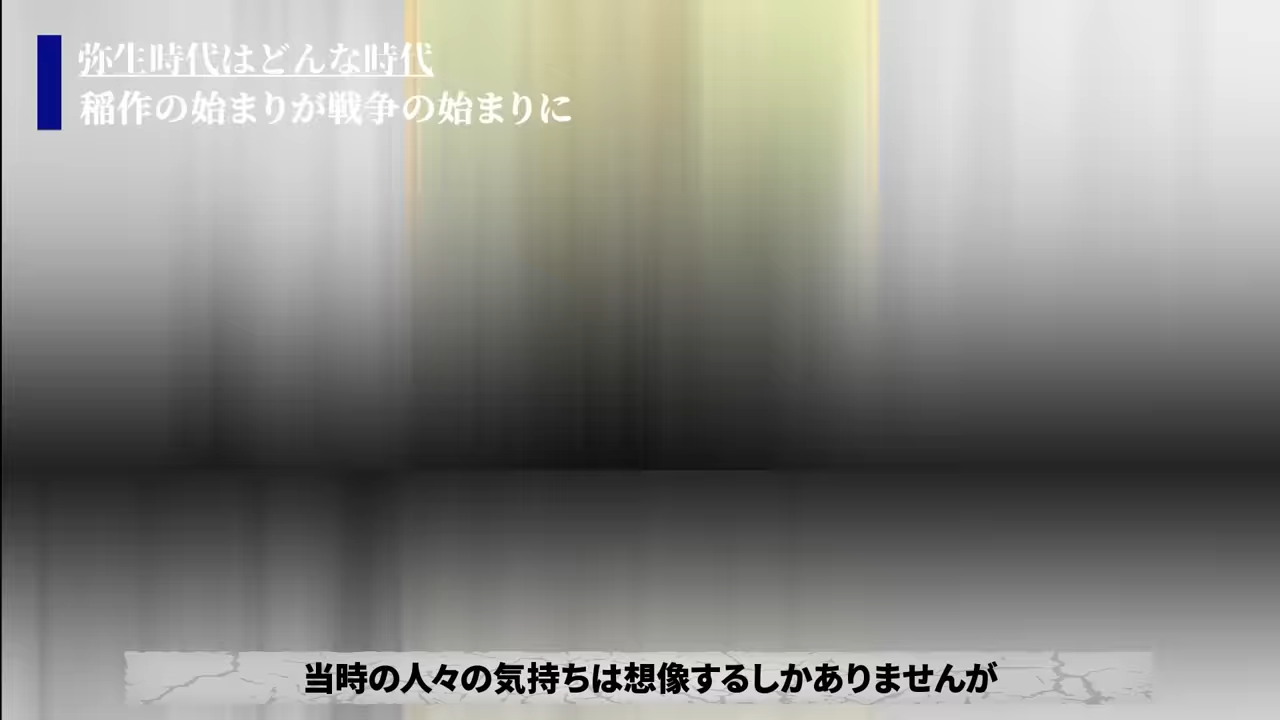 弥生時代はどんな時代
稲作の始まりが戦争の始まりに
当時の人々の気持ちは想像するしかありませんが